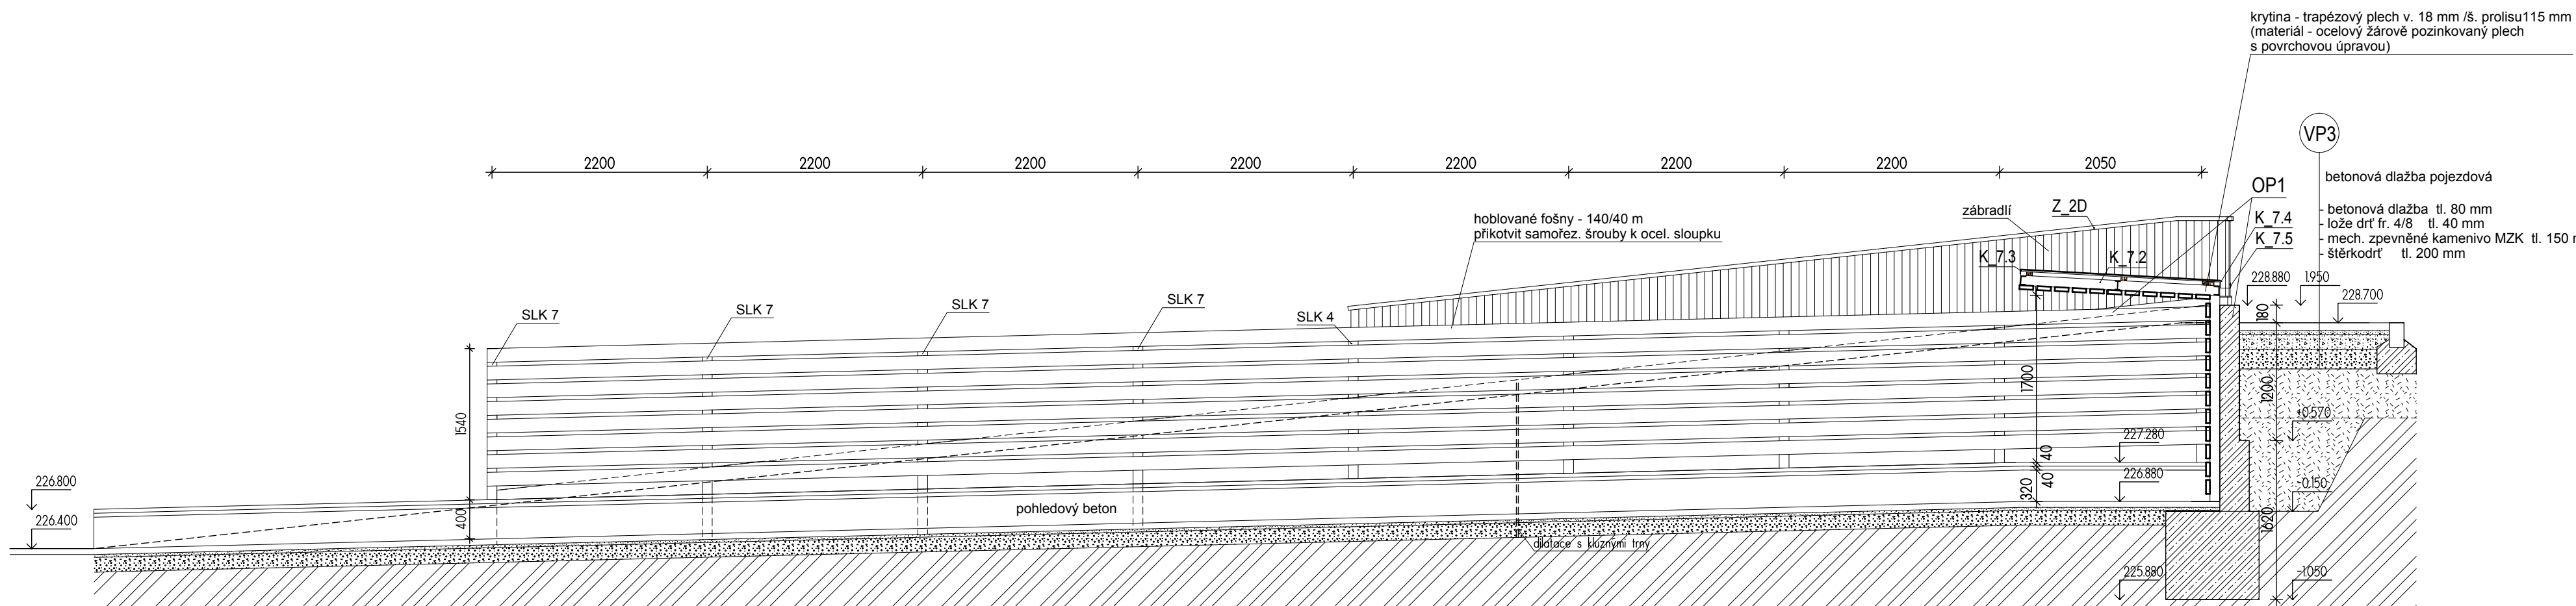 krytina - trapézový plech v. 18 mm /š. prolisu115 mm
(materiál - ocelový žárově pozinkovaný plech
s povrchovou úpravou)
VP3
2200
2200
2200
2200
2200
2200
2200
2050
betonová dlažba pojezdová
OP1
hoblované fošny - 140/40 m
přikotvit samořez. šrouby k ocel. sloupku
zábradlí
Z_2D
K_7.4
K_7.5
- betonová dlažba tl. 80 mm
- lože drť fr. 4/8 tl. 40 mm
- mech. zpevněné kamenivo MZK tl. 150
- štěrkodrť tl. 200 mm
K_7.3
K_7.2
228.880
1.950
228.700
180
SLK 7
SLK 7
SLK 7
SLK 7
SLK 4
1540
1700
1200
+0.570
227.280
40
226.880
320
40
-0.150
1620
226.800
226.400
400
pohledový beton
dilatace s kluznými trny
225.880
-1.050